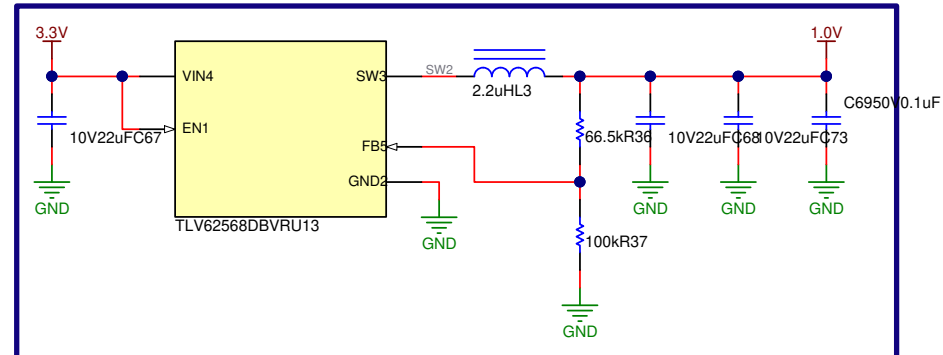 3.3V
1.0V
VIN4
SW3
SW2
2.2uHL3
C6950V0.1uF
10V22uFC67
EN1
66.5kR36
10V22uFC68
10V22uFC73
FB5
GND2
GND
GND
GND
GND
TLV62568DBVRU13
GND
100kR37
GND